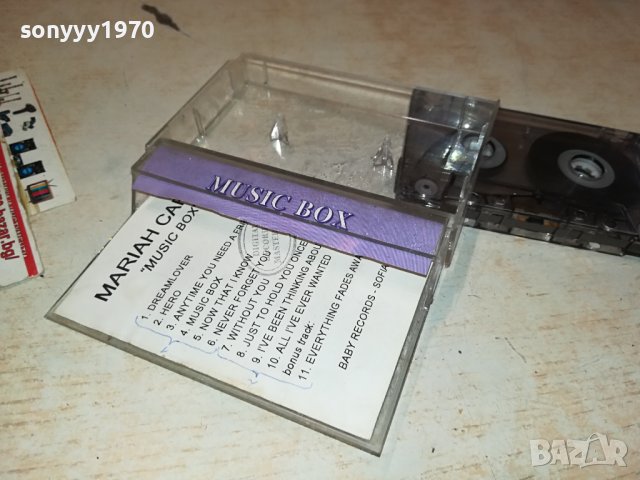 sonyyy1970
MUSIC BOX
MARIAH
"MUSIC BOX
1. DREAMLOVER
2. HERO
3. ANYTIME YOU NEED A
4. MUSIC BOX
5. NOW THAT I KNOW
6. NEVER FORGET YOU
7. WITHOUT YOU
8. JUST TO HOLD YOU ONCE
9. I'VE BEEN THINKING ABOU
10. ALL I'VE EVER WANTED
bonus track:
11. EVERYTHING FADES AWA
BABY RECORDS - SOFIA
bazar.bg
BAZAR